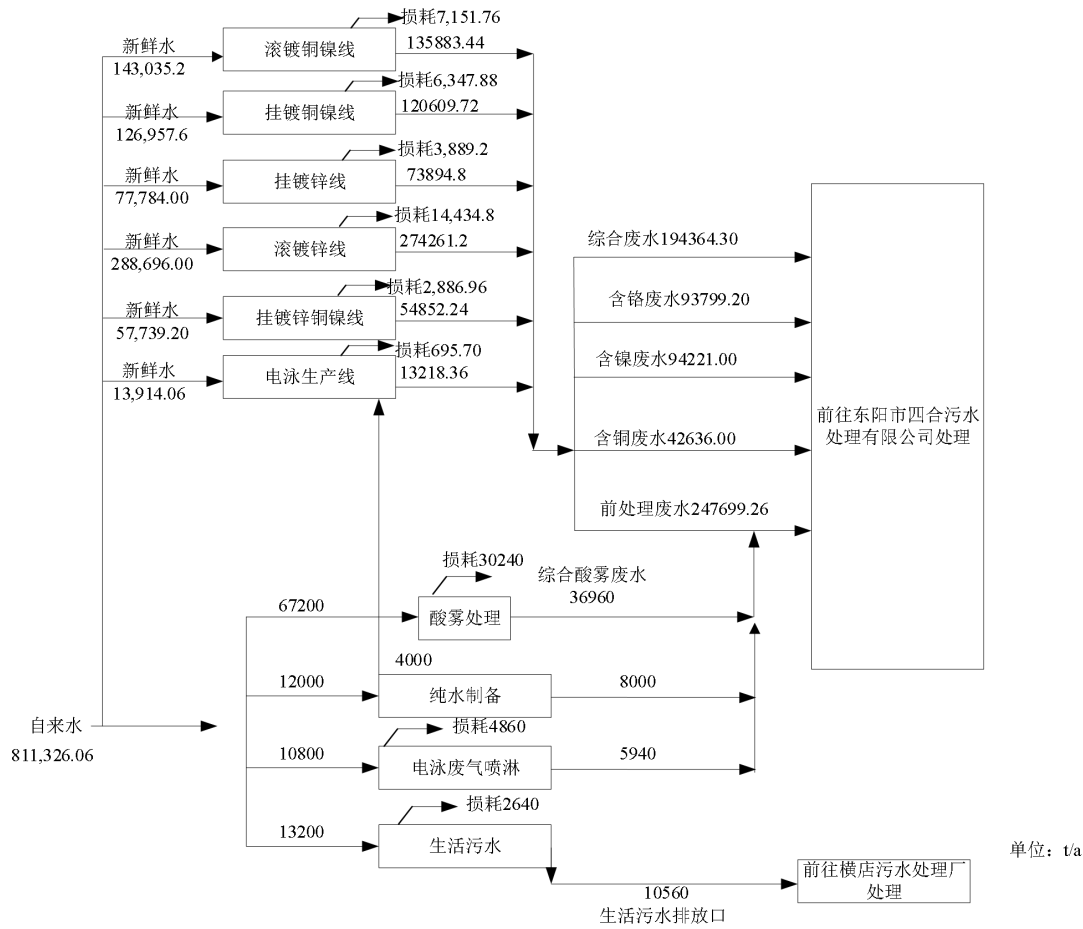 损耗7,151.76
新鲜水
143,035.2
滚镀铜镍线
135883.44
损耗6,347.88
新鲜水
126,957.6
挂镀铜镍线
120609.72
损耗3,889.2
新鲜水
77,784.00
挂镀锌线
73894.8
损耗14,434.8
新鲜水
288,696.00
滚镀锌线
274261.2
损耗2,886.96
新鲜水
57,739.20
挂镀锌铜镍线
54852.24
损耗695.70
新鲜水
13,914.06
电泳生产线
13218.36
综合废水194364.30
含铬废水93799.20
含镍废水94221.00
含铜废水42636.00
前处理废水247699.26
前往东阳市四合污水
处理有限公司处理
损耗30240
67200
酸雾处理
综合酸雾废水
36960
4000
12000
纯水制备
8000
自来水
811,326.06
损耗4860
10800
电泳废气喷淋
5940
损耗2640
13200
生活污水
10560
生活污水排放口
前往横店污水处理厂
处理
单位：t/a